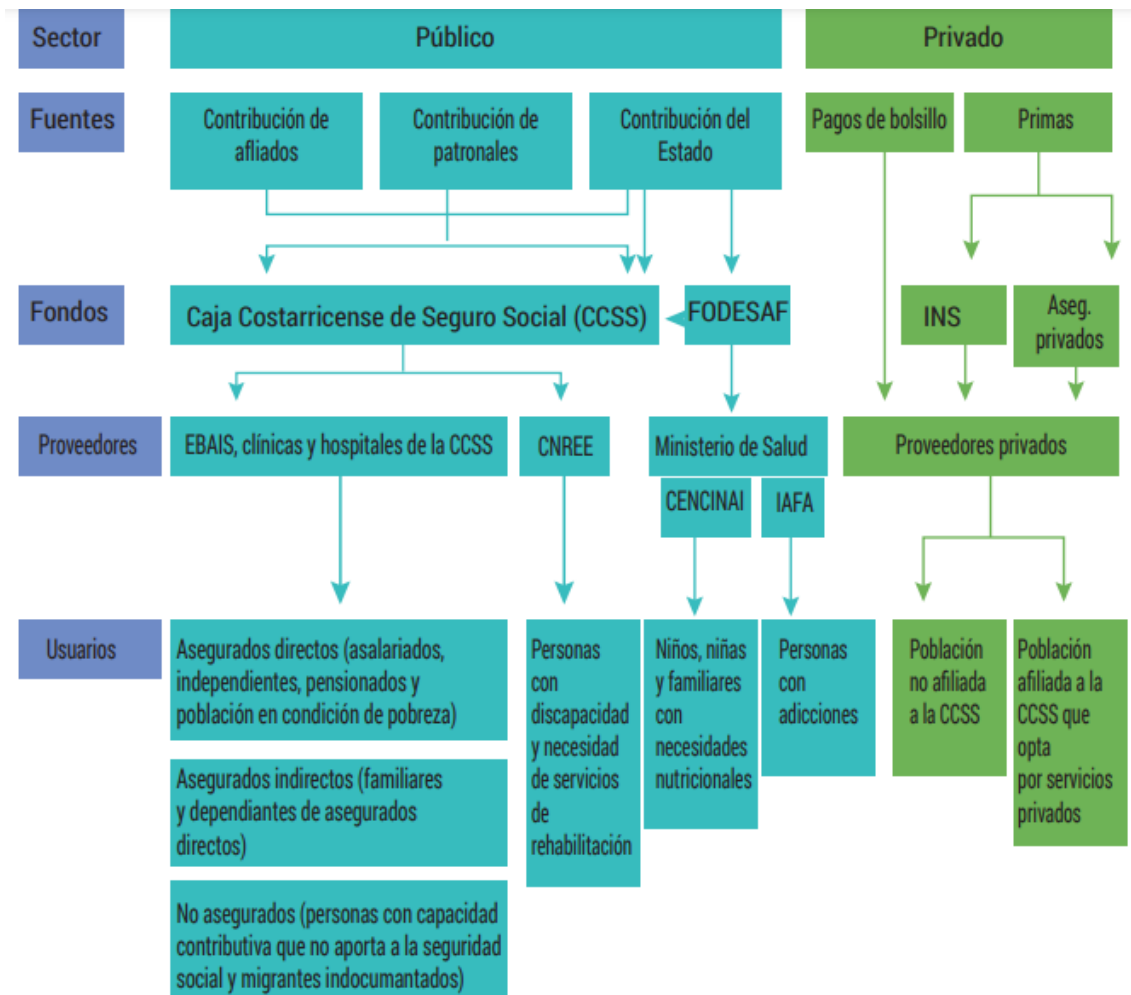 Sector
Público
Privado
Fuentes
Contribución de
afliados
Contribución de
patronales
Contribución del
Estado
Pagos de bolsillo
Primas
Fondos
Caja Costarricense de Seguro Social (CCSS)
FODESAF
INS
Aseg.
privados
Proveedores
EBAIS, clínicas y hospitales de la CCSS
CNREE
Ministerio de Salud
CENCINAI
IAFA
Proveedores privados
Usuarios
Asegurados directos (asalariados,
independientes, pensionados y
población en condición de pobreza)
Asegurados indirectos (familiares
y dependiantes de asegurados
directos)
No asegurados (personas con capacidad
contributiva que no aporta a la seguridad
social y migrantes indocumantados)
Personas
con
discapacidad
y necesidad
de servicios
de
rehabilitación
Niños, niñas
y familiares
con
necesidades
nutricionales
Personas
con
adicciones
Población
no afiliada
a la CCSS
Población
afiliada a la
CCSS que
opta
por servicios
privados